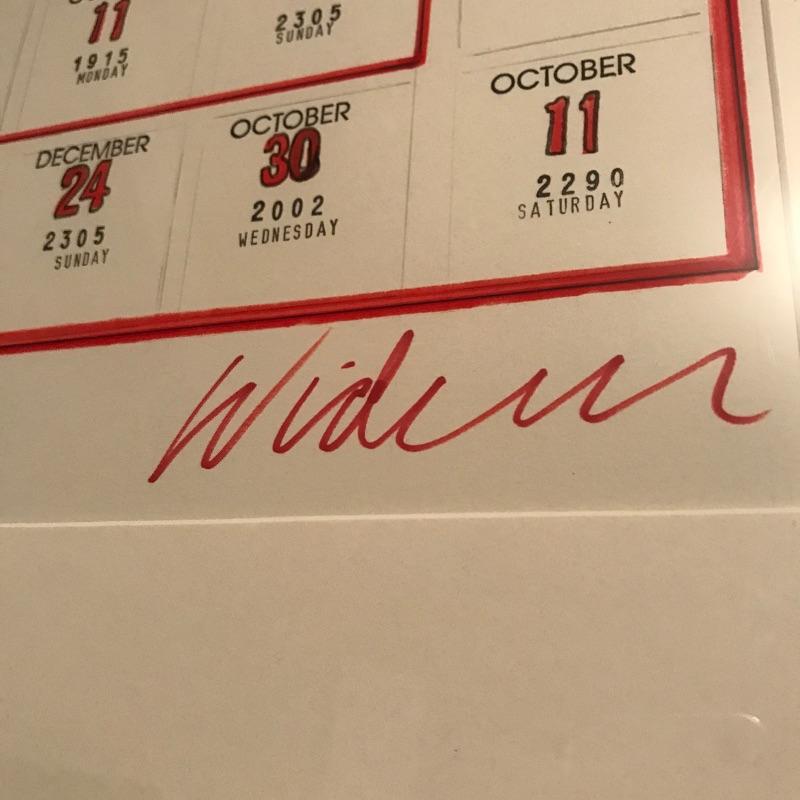 11
1915
MONDAY
2305
SUNDAY
DECEMBER
24
2305
SUNDAY
OCTOBER
30
2002
WEDNESDAY
OCTOBER
11
2290
SATURDAY